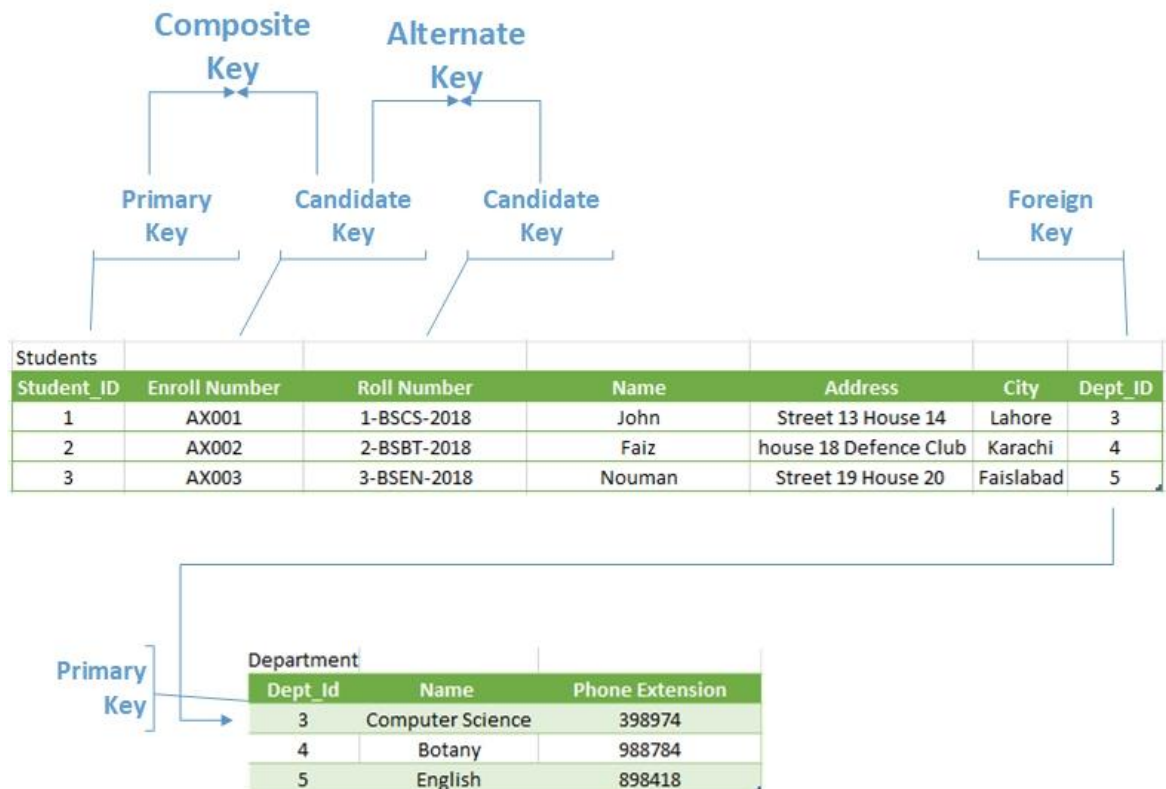 Composite
Key
Alternate
Key
Primary
Key
Candidate
Key
Candidate
Key
Foreign
Key
Students
Student_ID Enroll Number Roll Number Name Address City Dept_ID
1 AX001 1-BSCS-2018 John Street 13 House 14 Lahore 3
2 AX002 2-BSBT-2018 Faiz house 18 Defence Club Karachi 4
3 AX003 3-BSEN-2018 Nouman Street 19 House 20 Faislabad 5
Primary
Key
Department
Dept_Id Name Phone Extension
3 Computer Science 398974
4 Botany 988784
5 English 898418